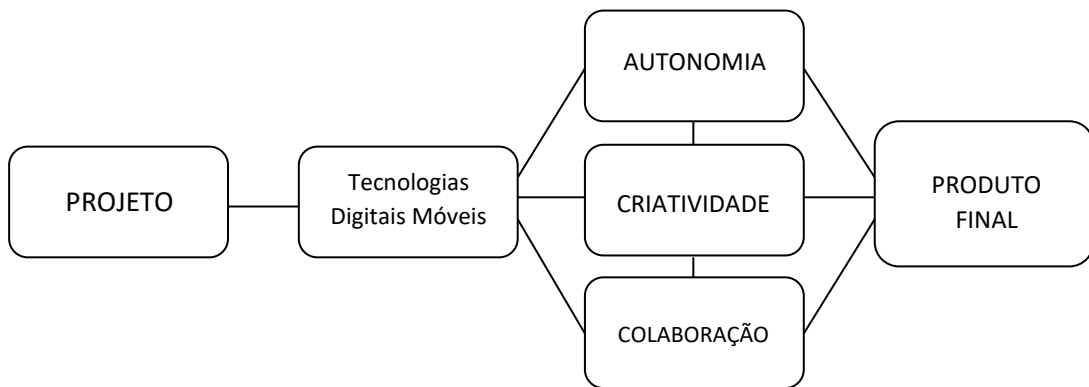 PROJETO
Tecnologias
Digitais Móveis
AUTONOMIA
CRIATIVIDADE
COLABORAÇÃO
PRODUTO
FINAL